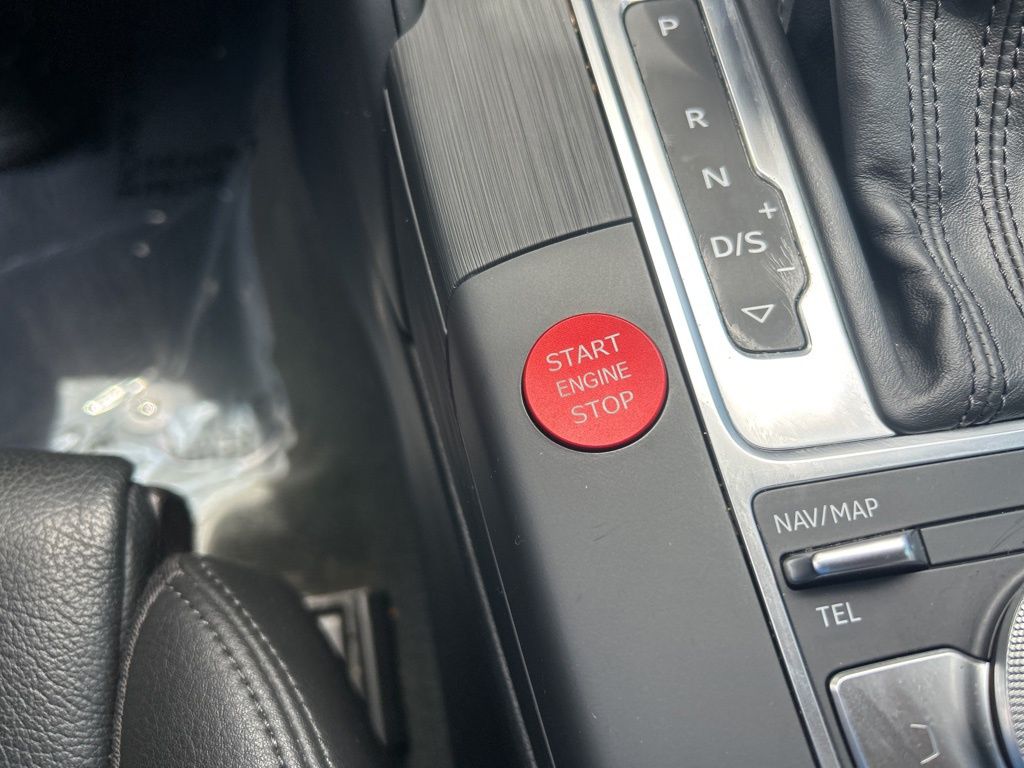 P
R
N
+
D/S
-
START
ENGINE
STOP
NAV/MAP
TEL